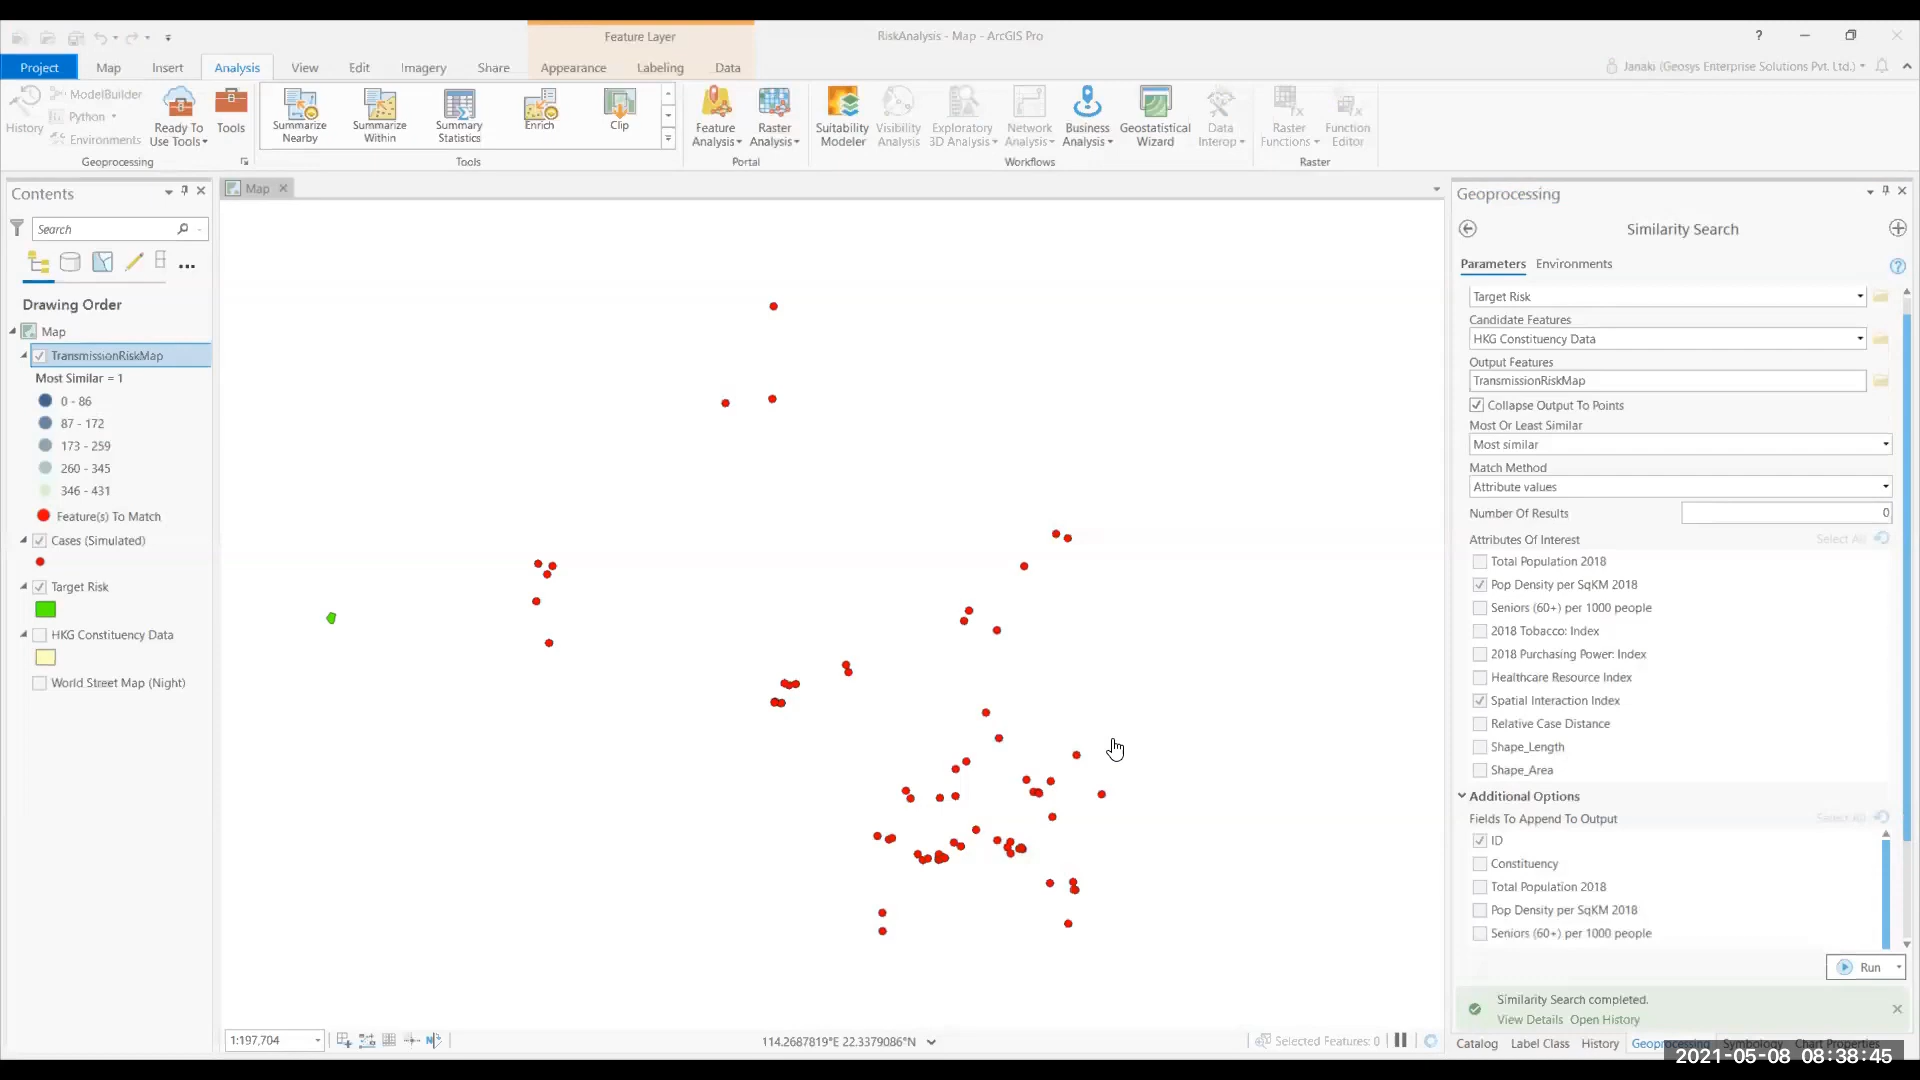 Feature Layer
RiskAnalysis - Map - ArcGIS Pro
?
Project
Map
Insert
Analysis
View
Edit
Imagery
Share
Appearance
Labeling
Data
Janaki (Geosys Enterprise Solutions Pvt. Ltd.)
History
ModelBuilder
Python
Environments
Ready To
Use Tools
Tools
Summarize
Nearby
Summarize
Within
Summary
Statistics
Enrich
Clip
Feature
Analysis
Raster
Analysis
Suitability
Modeler
Visibility
Analysis
Exploratory
3D Analysis
Network
Analysis
Business
Analysis
Geostatistical
Wizard
Data
Interop
Raster
Functions
Function
Editor
Geoprocessing
Tools
Portal
Workflows
Raster
Contents
Search
Drawing Order
Map
TransmissionRiskMap
Most Similar = 1
0 - 86
87 - 172
173 - 259
260 - 345
346 - 431
Feature(s) To Match
Cases (Simulated)
Target Risk
HKG Constituency Data
World Street Map (Night)
Map
1:197,704
114.2687819°E 22.3379086°N
Selected Features: 0
Geoprocessing
Similarity Search
Parameters
Environments
?
Target Risk
Candidate Features
HKG Constituency Data
Output Features
TransmissionRiskMap
Collapse Output To Points
Most Or Least Similar
Most similar
Match Method
Attribute values
Number Of Results
0
Attributes Of Interest
Select All
Total Population 2018
Pop Density per SqKM 2018
Seniors (60+) per 1000 people
2018 Tobacco: Index
2018 Purchasing Power: Index
Healthcare Resource Index
Spatial Interaction Index
Relative Case Distance
Shape_Length
Shape_Area
Additional Options
Fields To Append To Output
Select All
ID
Constituency
Total Population 2018
Pop Density per SqKM 2018
Seniors (60+) per 1000 people
Run
Similarity Search completed.
View Details Open History
Catalog
Label Class
History
Geoprocessing
Symbology
Chart Properties
2021-05-08 08:38:45